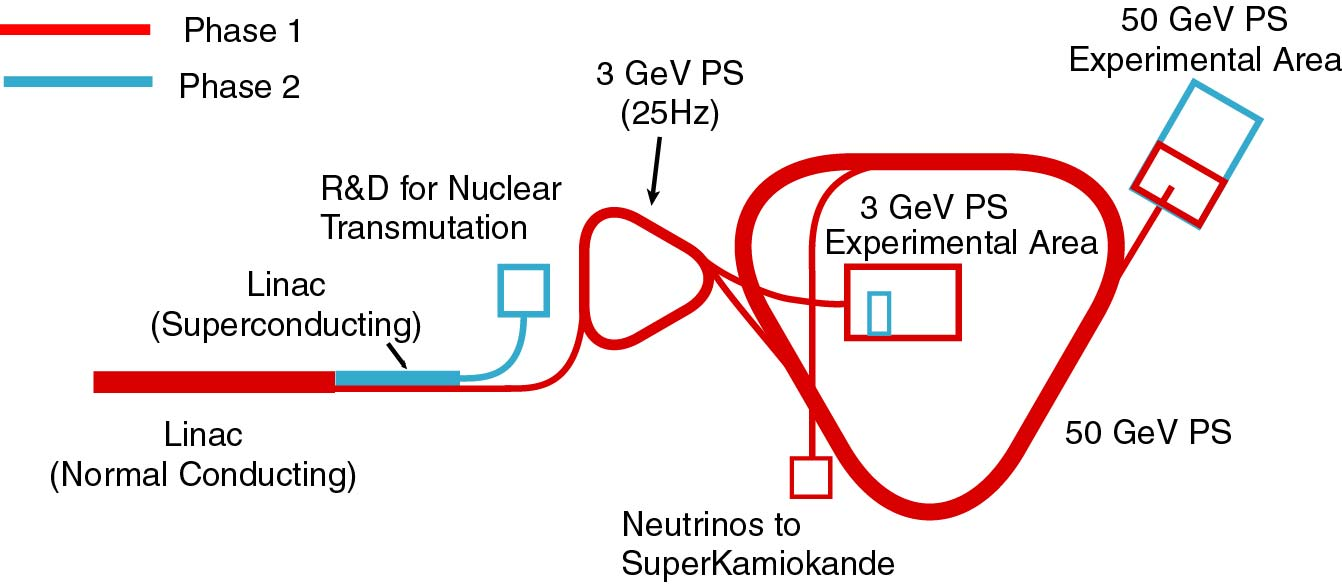 Phase 1
Phase 2
50 GeV PS
Experimental Area
3 GeV PS
(25Hz)
R&D for Nuclear
Transmutation
3 GeV PS
Experimental Area
Linac
(Superconducting)
Linac
(Normal Conducting)
50 GeV PS
Neutrinos to
SuperKamiokande